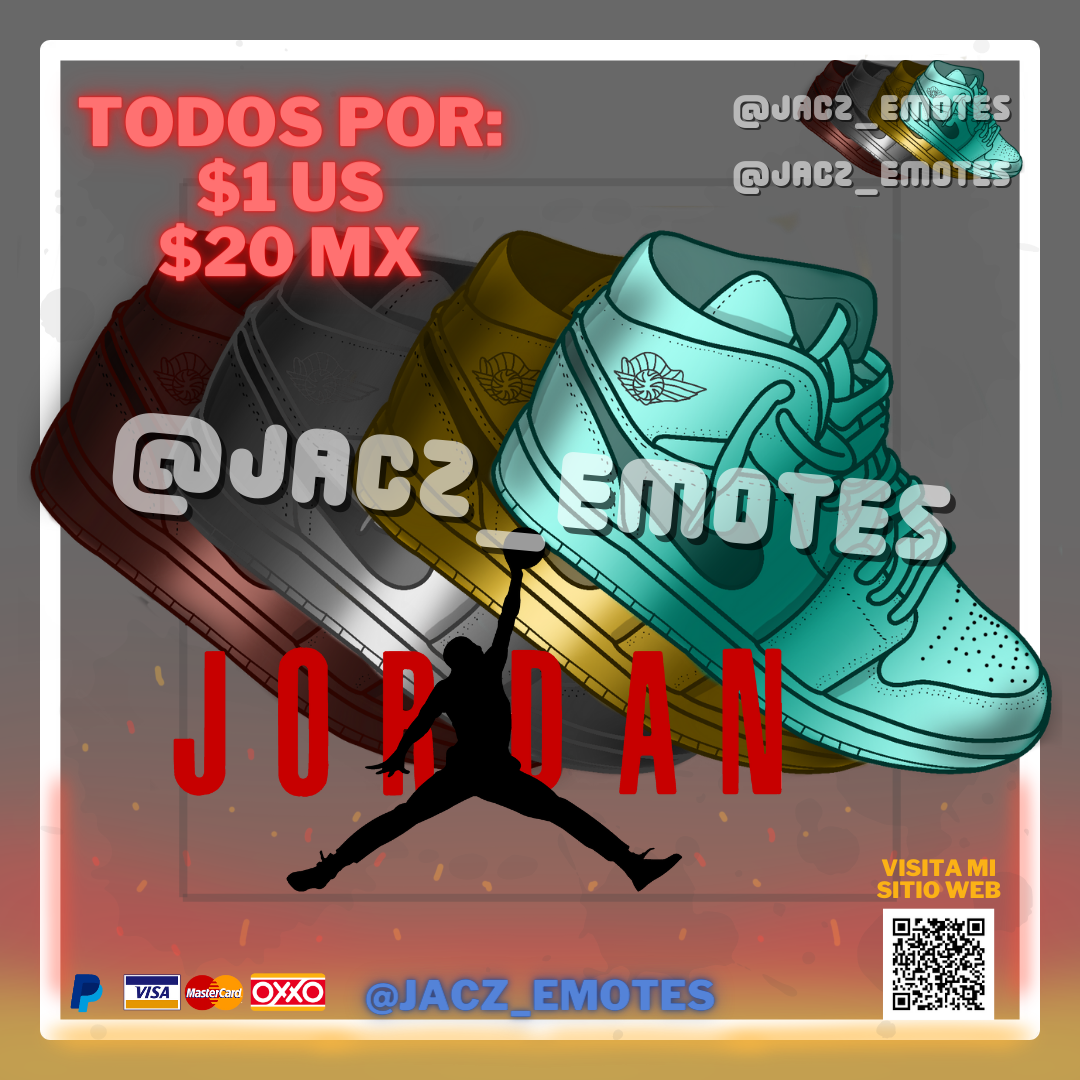 TODOS POR:
$1 US
$20 MX
@JACZ_EMOTES
@JACZ_EMOTES
@JACZ_EMOTES
JORDAN
VISITA MI
SITIO WEB
VISA
MasterCard
OXXO
@JACZ_EMOTES